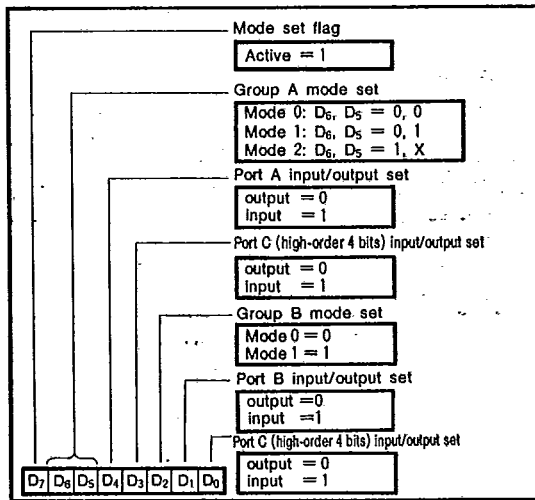 Mode set flag
Active = 1
Group A mode set
Mode 0: D6, D5 = 0, 0
Mode 1: D6, D5 = 0, 1
Mode 2: D6, D5 = 1, X
Port A input/output set
output = 0
input = 1
Port C (high-order 4 bits) input/output set
output = 0
input = 1
Group B mode set
Mode 0 = 0
Mode 1 = 1
Port B input/output set
output =0
input =1
Port C (high-order 4 bits) input/output set
output = 0
input = 1
D7 D6 D5 D4 D3 D2 D1 D0